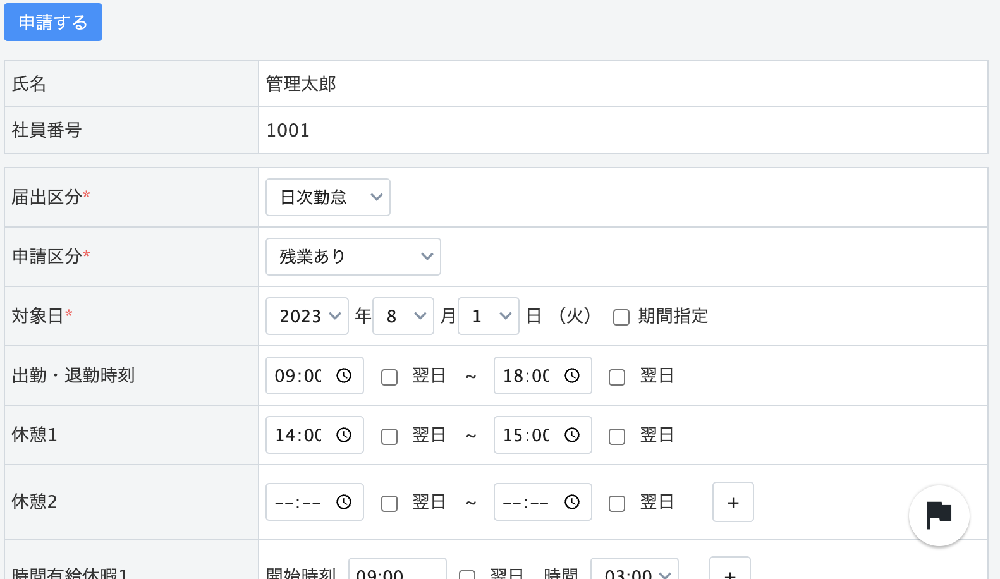 申請する
氏名 管理太郎
社員番号 1001
届出区分* 日次勤怠
申請区分* 残業あり
対象日* 2023 年 8 月 1 日 （火） 期間指定
出勤・退勤時刻 09:00 翌日 ~ 18:00 翌日
休憩1 14:00 翌日 ~ 15:00 翌日
休憩2 --:-- 翌日 ~ --:-- 翌日 +
時間有給休暇1 開始時刻 09:00 翌日 時間 03:00 +